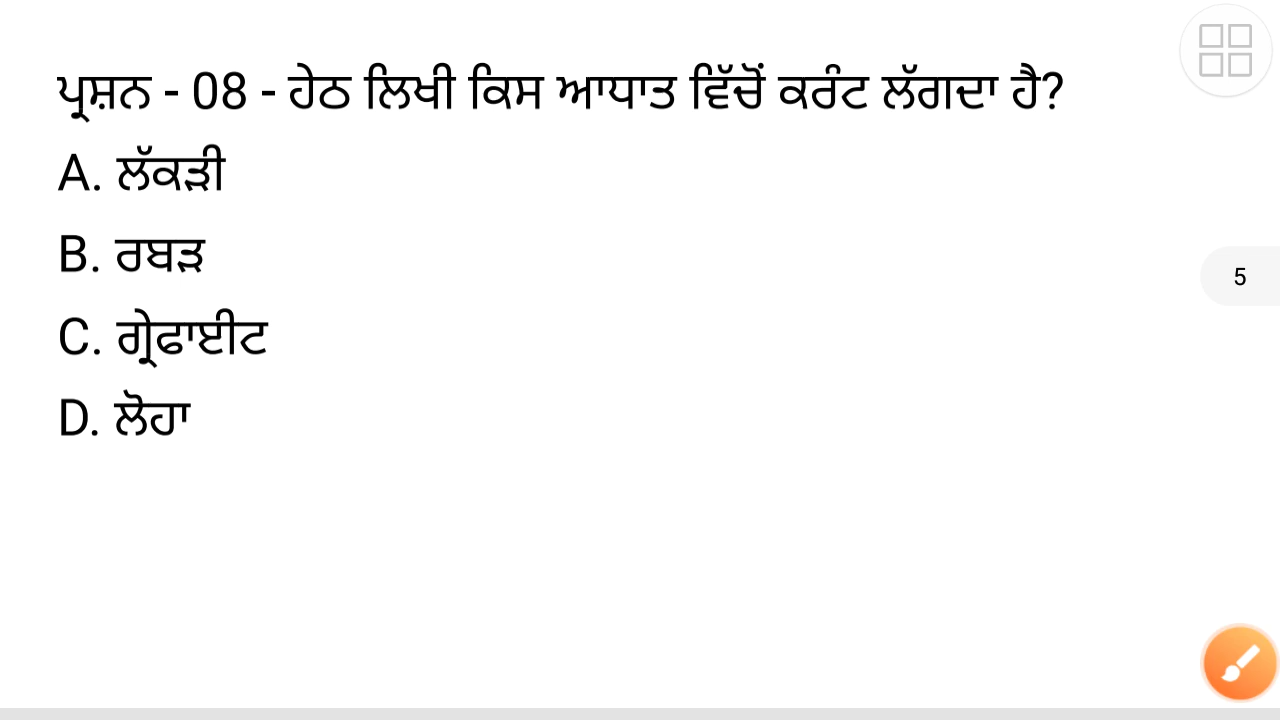 ਪ੍ਰਸ਼ਨ - 08 - ਹੇਠ ਲਿਖੀ ਕਿਸ ਆਧਾਤ ਵਿੱਚੋਂ ਕਰੰਟ ਲੱਗਦਾ ਹੈ?
A. ਲੱਕੜੀ
B. ਰਬੜ
5
C. ਗ੍ਰੇਫਾਈਟ
D. ਲੋਹਾ